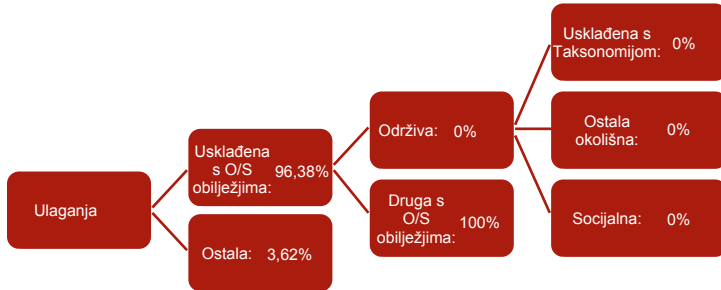 Ulaganja
Usklađena
s O/S
obilježjima:
96,38%
Ostala: 3,62%
Održiva: 0%
Druga s
O/S
obilježjima:
100%
Usklađena s
Taksonomijom:
0%
Ostala
okolišna:
0%
Socijalna: 0%